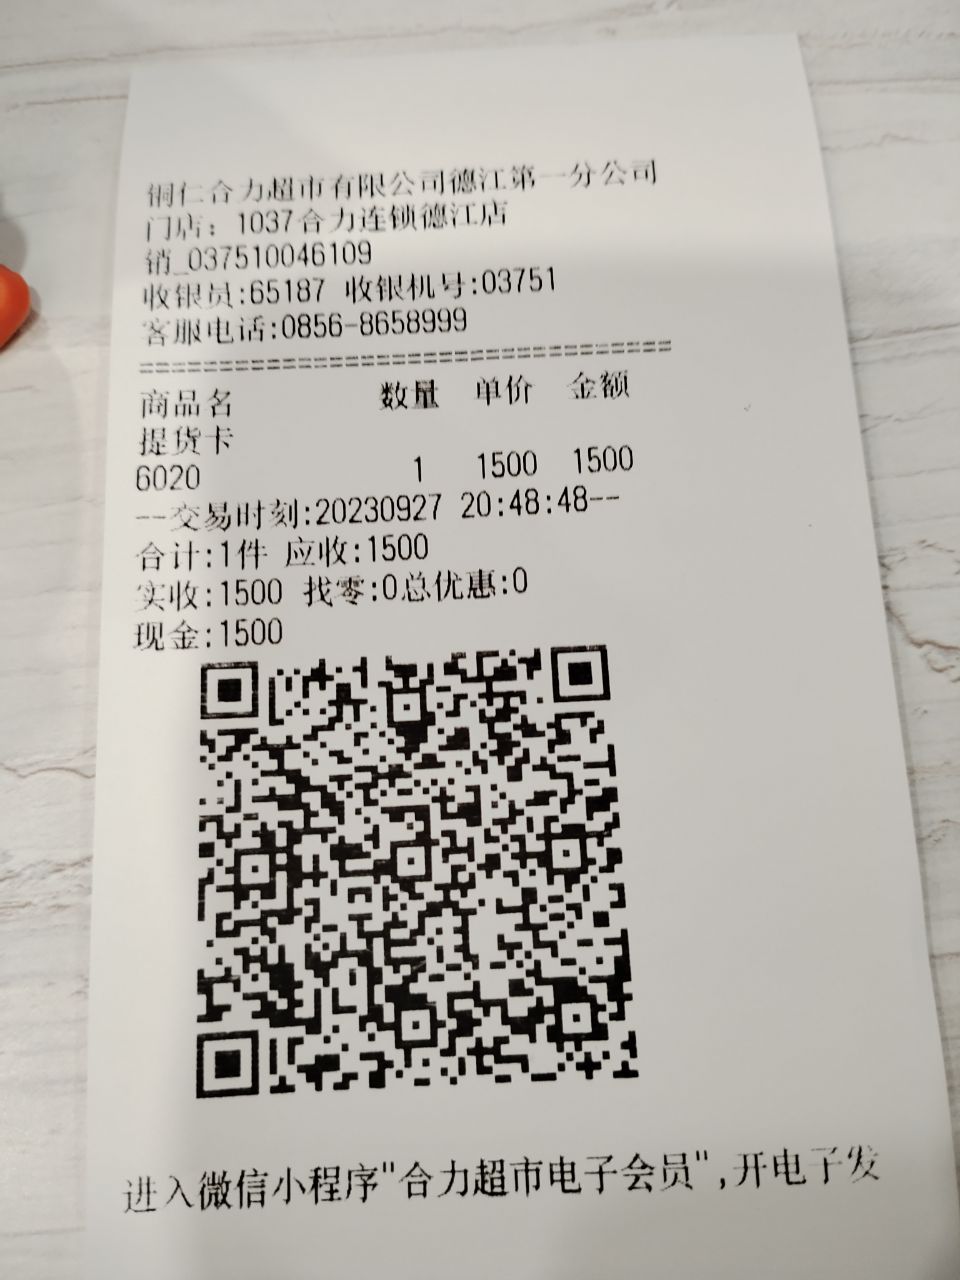 铜仁合力超市有限公司德江第一分公司
门店：1037合力连锁德江店
销_037510046109
收银员:65187 收银机号:03751
客服电话:0856-8658999
==================================================
商品名 数量 单价 金额
提货卡
6020 1 1500 1500
--交易时刻:20230927 20:48:48--
合计:1件 应收:1500
实收:1500 找零:0总优惠:0
现金:1500
进入微信小程序"合力超市电子会员",开电子发